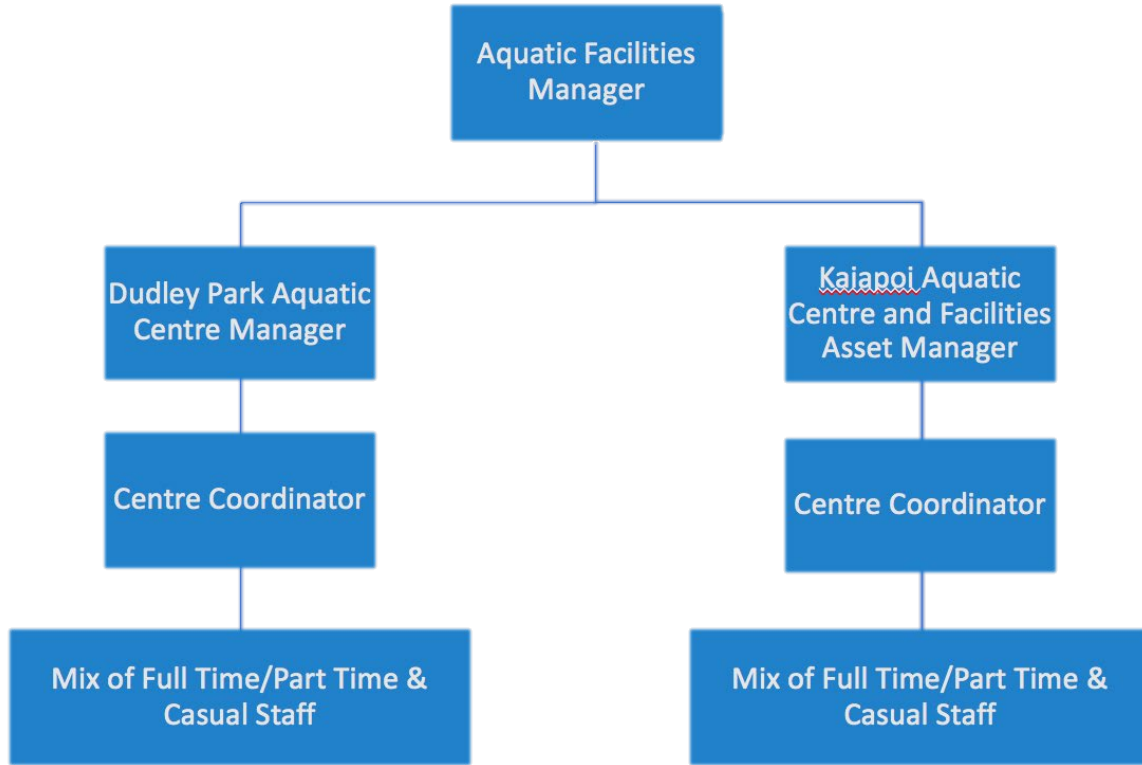 Aquatic Facilities
Manager
Dudley Park Aquatic
Centre Manager
Kaiapoi Aquatic
Centre and Facilities
Asset Manager
Centre Coordinator
Centre Coordinator
Mix of Full Time/Part Time &
Casual Staff
Mix of Full Time/Part Time &
Casual Staff